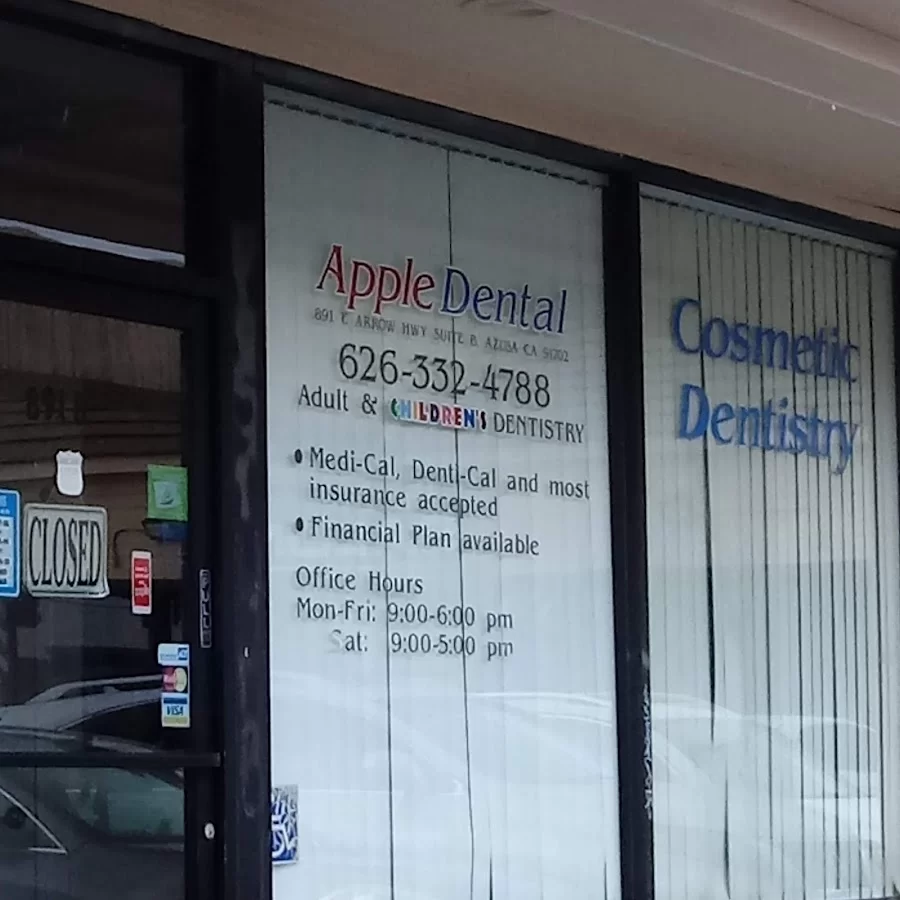 Apple Dental
891 E ARROW HWY SUITE B, AZUSA CA 91702
626-332-4788
Adult & CHILDREN'S DENTISTRY
• Medi-Cal, Denti-Cal and most
insurance accepted
• Financial Plan available
Office Hours
Mon-Fri: 9:00-6:00 pm
Sat: 9:00-5:00 pm
Cosmetic
Dentistry
CLOSED
PULL
VISA